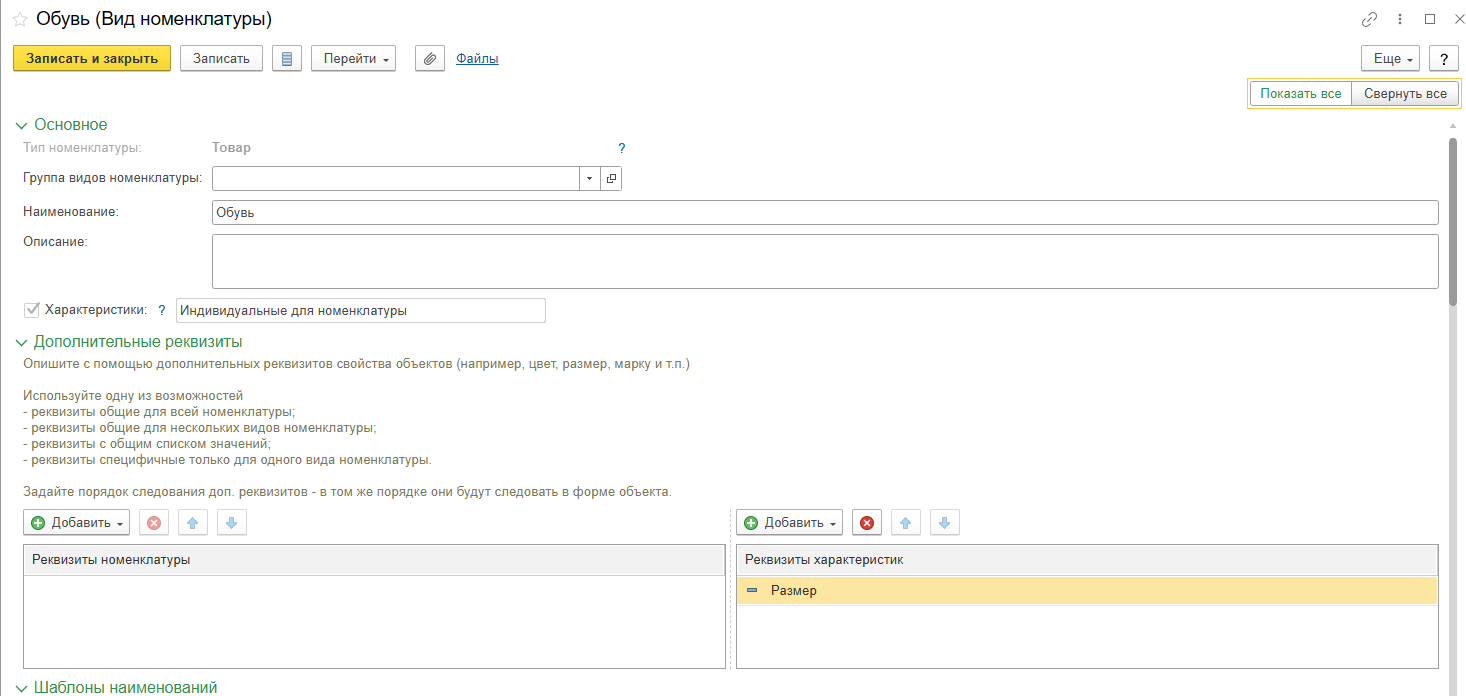 Обувь (Вид номенклатуры)
Записать и закрыть Записать Перейти Файлы Еще ?
Показать все Свернуть все
Основное
Тип номенклатуры: Товар ?
Группа видов номенклатуры:
Наименование: Обувь
Описание:
Характеристики: ? Индивидуальные для номенклатуры
Дополнительные реквизиты
Опишите с помощью дополнительных реквизитов свойства объектов (например, цвет, размер, марку и т.п.)
Используйте одну из возможностей
- реквизиты общие для всей номенклатуры;
- реквизиты общие для нескольких видов номенклатуры;
- реквизиты с общим списком значений;
- реквизиты специфичные только для одного вида номенклатуры.
Задайте порядок следования доп. реквизитов - в том же порядке они будут следовать в форме объекта.
Добавить Добавить
Реквизиты номенклатуры Реквизиты характеристик
Размер
Шаблоны наименований